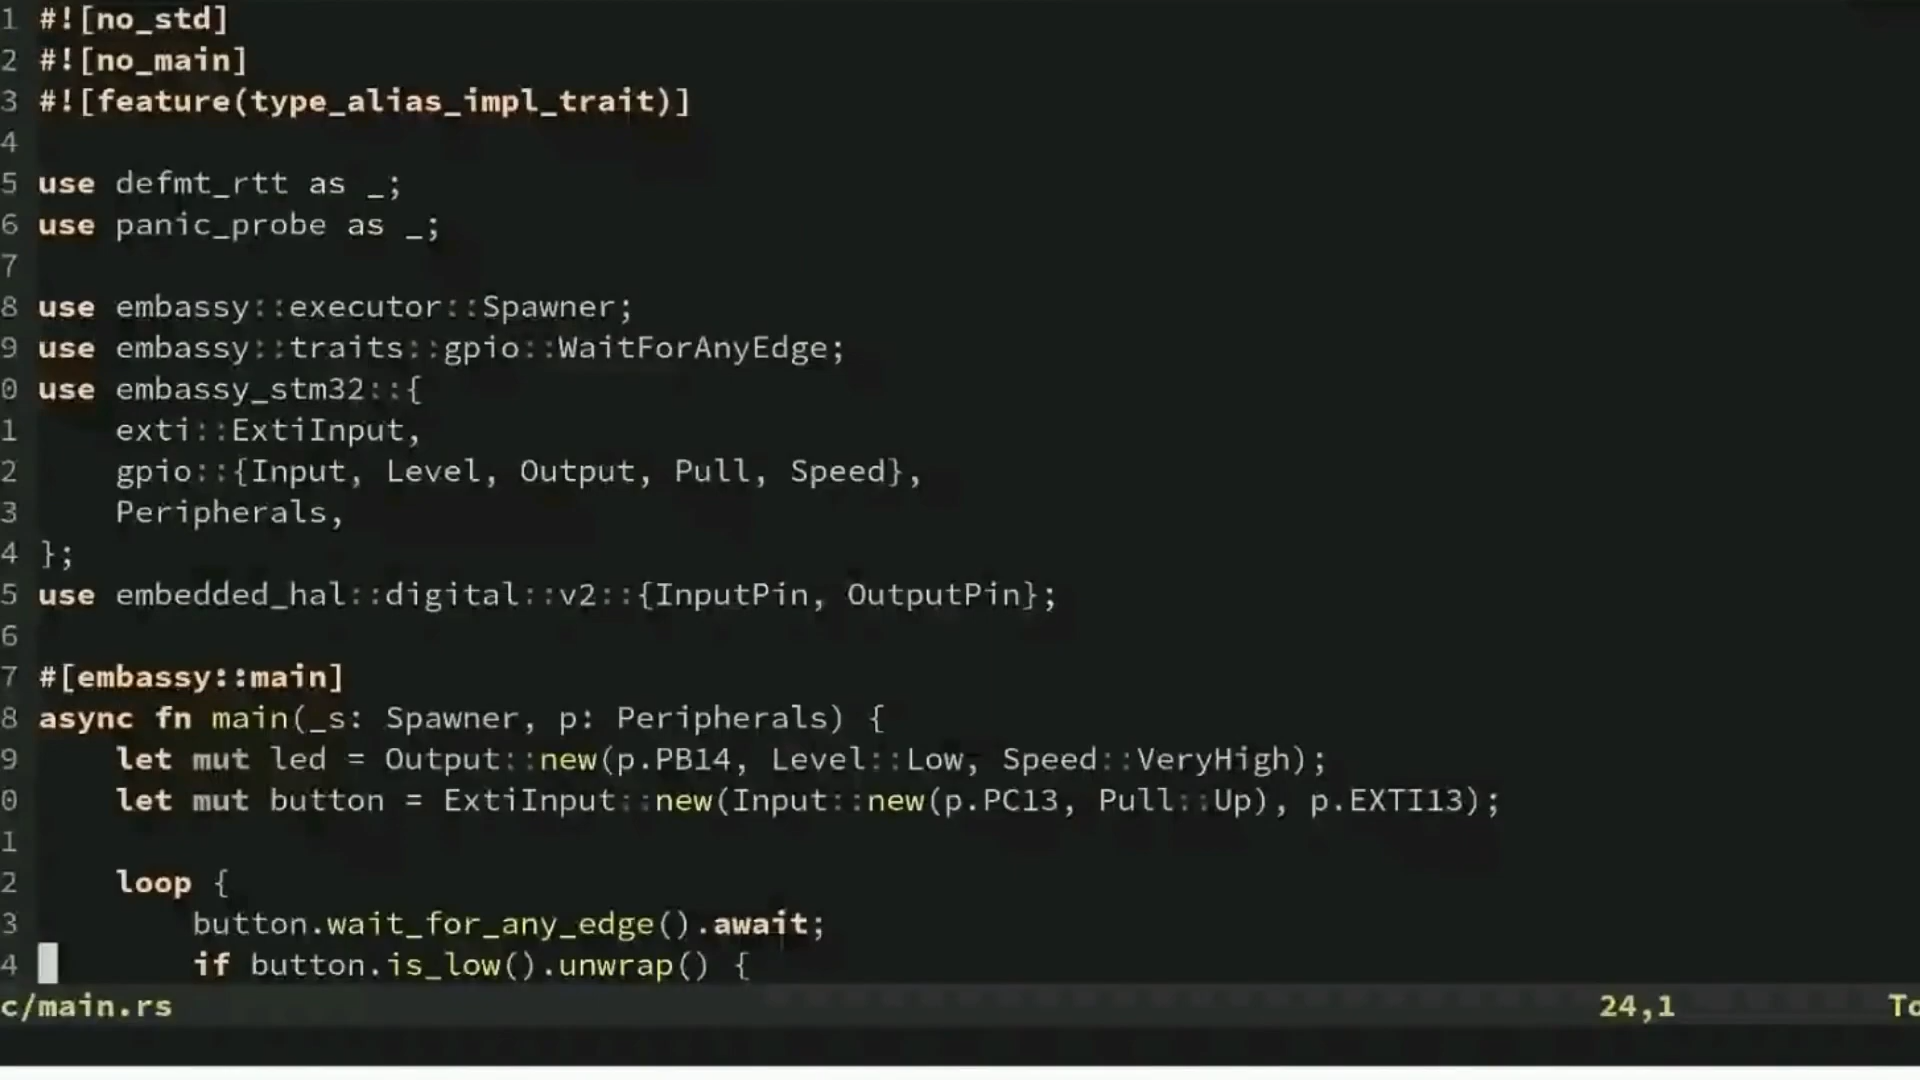 1 #![no_std]
2 #![no_main]
3 #![feature(type_alias_impl_trait)]
4
5 use defmt_rtt as _;
6 use panic_probe as _;
7
8 use embassy::executor::Spawner;
9 use embassy::traits::gpio::WaitForAnyEdge;
0 use embassy_stm32::{
1     exti::ExtiInput,
2     gpio::{Input, Level, Output, Pull, Speed},
3     Peripherals,
4 };
5 use embedded_hal::digital::v2::{InputPin, OutputPin};
6
7 #[embassy::main]
8 async fn main(_s: Spawner, p: Peripherals) {
9     let mut led = Output::new(p.PB14, Level::Low, Speed::VeryHigh);
0     let mut button = ExtiInput::new(Input::new(p.PC13, Pull::Up), p.EXTI13);
1
2     loop {
3         button.wait_for_any_edge().await;
4         if button.is_low().unwrap() {
c/main.rs 24,1 To